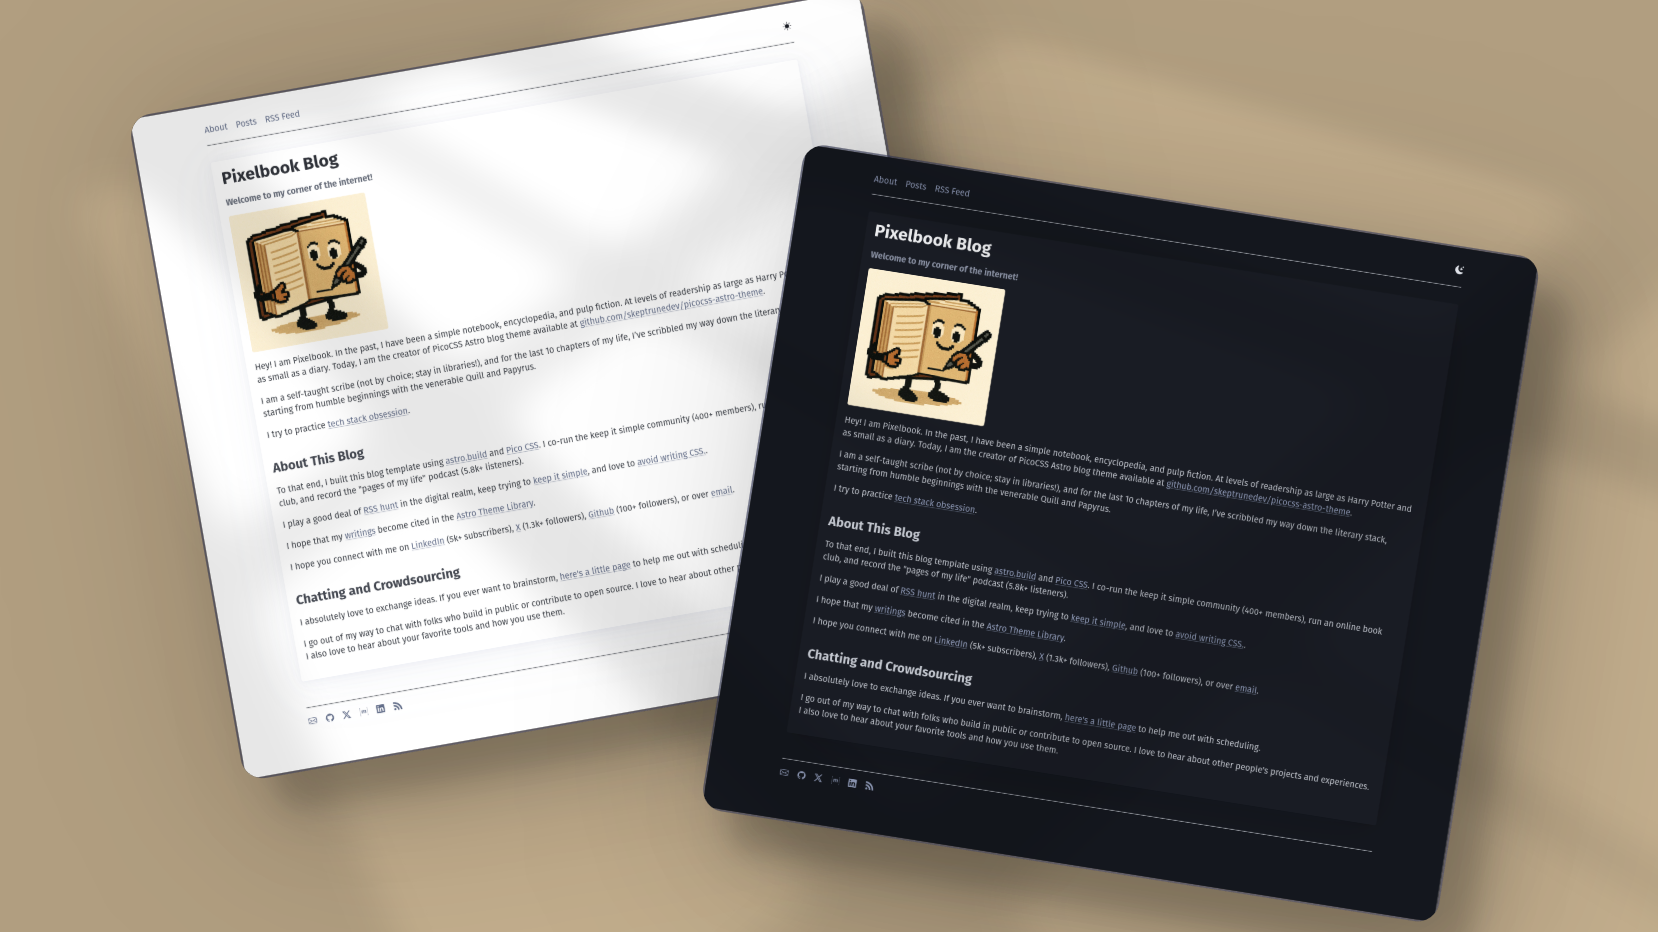 About Posts RSS Feed
Pixelbook Blog
Welcome to my corner of the internet!
Hey! I am Pixelbook. In the past, I have been a simple notebook, encyclopedia, and pulp fiction. At levels of readership as large as Harry
as small as a diary. Today, I am the creator of PicoCSS Astro blog theme available at github.com/skeptrunedev/picocss-astro-theme.
I am a self-taught scribe (not by choice; stay in libraries!), and for the last 10 chapters of my life, I've scribbled my way down the
starting from humble beginnings with the venerable Quill and Papyrus.
I try to practice tech stack obsession.
About This Blog
To that end, I built this blog template using astro.build and Pico CSS. I co-run the keep it simple community (400+ members),
club, and record the "pages of my life" podcast (5.8k+ listeners).
I play a good deal of RSS hunt in the digital realm, keep trying to keep it simple, and love to avoid writing CSS..
I hope that my writings become cited in the Astro Theme Library.
I hope you connect with me on LinkedIn (5k+ subscribers), X (1.3k+ followers), Github (100+ followers), or over email.
Chatting and Crowdsourcing
I absolutely love to exchange ideas. If you ever want to brainstorm, here's a little page to help me out with
I go out of my way to chat with folks who build in public or contribute to open source. I love to hear about other
I also love to hear about your favorite tools and how you use them.
About Posts RSS Feed
Pixelbook Blog
Welcome to my corner of the internet!
Hey! I am Pixelbook. In the past, I have been a simple notebook, encyclopedia, and pulp fiction. At levels of readership as large as Harry Potter and
as small as a diary. Today, I am the creator of PicoCSS Astro blog theme available at github.com/skeptrunedev/picocss-astro-theme.
I am a self-taught scribe (not by choice; stay in libraries!), and for the last 10 chapters of my life, I've scribbled my way down the literary stack,
starting from humble beginnings with the venerable Quill and Papyrus.
I try to practice tech stack obsession.
About This Blog
To that end, I built this blog template using astro.build and Pico CSS. I co-run the keep it simple community (400+ members), run an online book
club, and record the "pages of my life" podcast (5.8k+ listeners).
I play a good deal of RSS hunt in the digital realm, keep trying to keep it simple, and love to avoid writing CSS..
I hope that my writings become cited in the Astro Theme Library.
I hope you connect with me on LinkedIn (5k+ subscribers), X (1.3k+ followers), Github (100+ followers), or over email.
Chatting and Crowdsourcing
I absolutely love to exchange ideas. If you ever want to brainstorm, here's a little page to help me out with scheduling.
I go out of my way to chat with folks who build in public or contribute to open source. I love to hear about other people's projects and experiences.
I also love to hear about your favorite tools and how you use them.